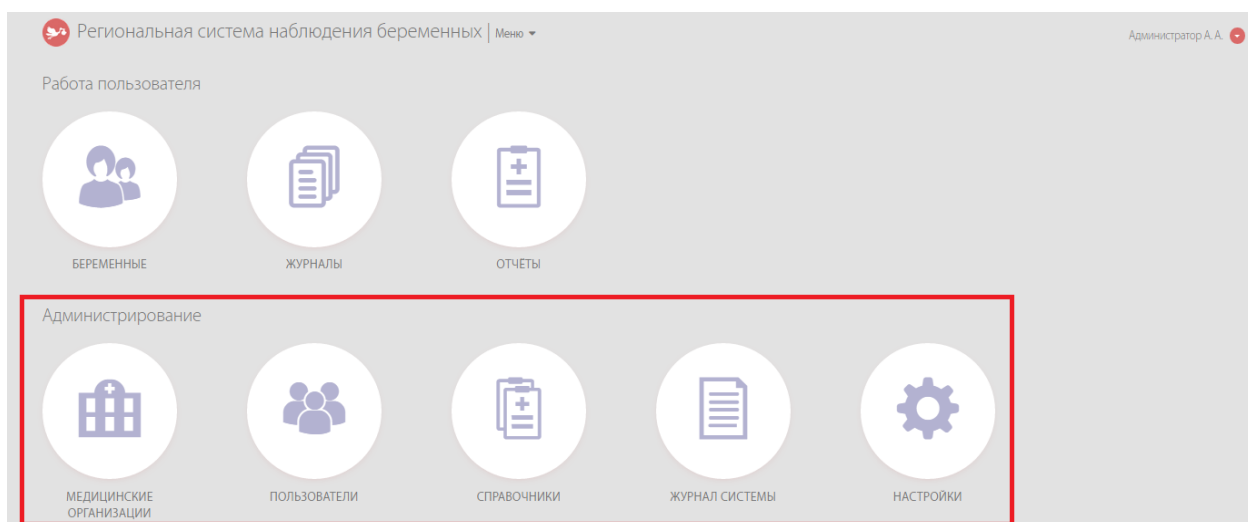 Региональная система наблюдения беременных | Меню
Администратор А. А.
Работа пользователя
БЕРЕМЕННЫЕ
ЖУРНАЛЫ
ОТЧЁТЫ
Администрирование
МЕДИЦИНСКИЕ
ОРГАНИЗАЦИИ
ПОЛЬЗОВАТЕЛИ
СПРАВОЧНИКИ
ЖУРНАЛ СИСТЕМЫ
НАСТРОЙКИ